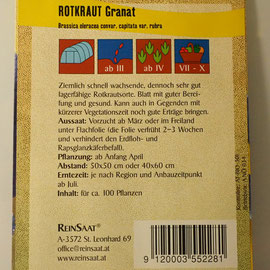 ROTKRAUT Granat
Brassica oleracea convar. capitata var. rubra
ab III
ab IV
VII - X
Ziemlich schnell wachsende, dennoch sehr gut
lagerfähige Rotkrautsorte. Blatt mit guter Berei-
fung und gesund. Kann auch in Gegenden mit
kürzerer Vegetationszeit noch gute Erträge bringen.
Aussaat: Vorzucht ab März oder im Freiland
unter Flachfolie (die Folie verfrüht 2-3 Wochen
und verhindert den Erdfloh- und
Rapsglanzkäferbefall).
Pflanzung: ab Anfang April
Abstand: 50x50 cm oder 40x60 cm
Erntezeit: je nach Region und Anbauzeitpunkt
ab Juli.
Inhalt: für ca. 100 Pflanzen
REINSAAT®
A-3572 St. Leonhard 69
office@reinsaat.at
www.reinsaat.at
9 120003 552281